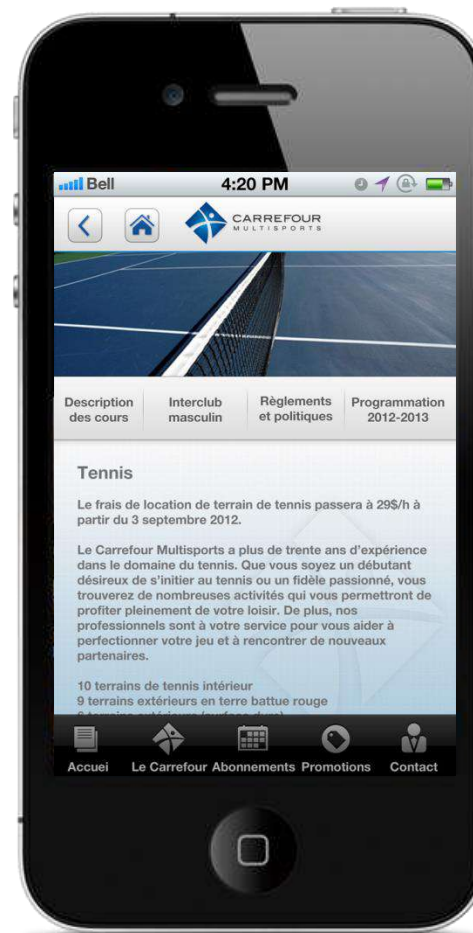 Bell
4:20 PM
CARREFOUR
MULTISPORTS
Description
des cours
Interclub
masculin
Règlements
et politiques
Programmation
2012-2013
Tennis
Le frais de location de terrain de tennis passera à 29$/h à
partir du 3 septembre 2012.
Le Carrefour Multisports a plus de trente ans d’expérience
dans le domaine du tennis. Que vous soyez un débutant
désireux de s’initier au tennis ou un fidèle passionné, vous
trouverez de nombreuses activités qui vous permettront de
profiter pleinement de votre loisir. De plus, nos
professionnels sont à votre service pour vous aider à
perfectionner votre jeu et à rencontrer de nouveaux
partenaires.
10 terrains de tennis intérieur
9 terrains extérieurs en terre battue rouge
6 terrains extérieurs (surface dure)
Accuei
Le Carrefour
Abonnements
Promotions
Contact